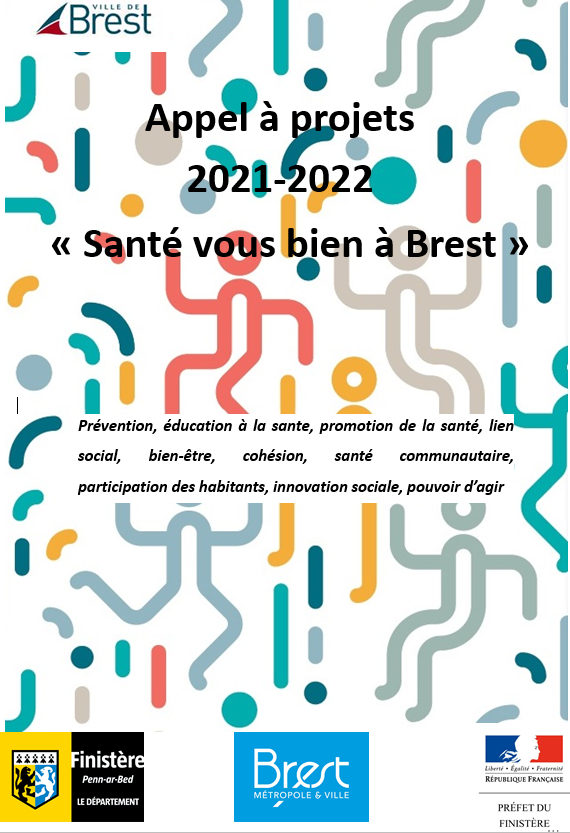 VILLE DE
Brest
Appel à projets
2021-2022
« Santé vous bien à Brest »
Prévention, éducation à la sante, promotion de la santé, lien
social, bien-être, cohésion, santé communautaire,
participation des habitants, innovation sociale, pouvoir d’agir
Finistère
Penn-ar-Bed
LE DÉPARTEMENT
Brest
MÉTROPOLE & VILLE
Liberté • Égalité • Fraternité
RÉPUBLIQUE FRANÇAISE
PRÉFET DU
FINISTÈRE